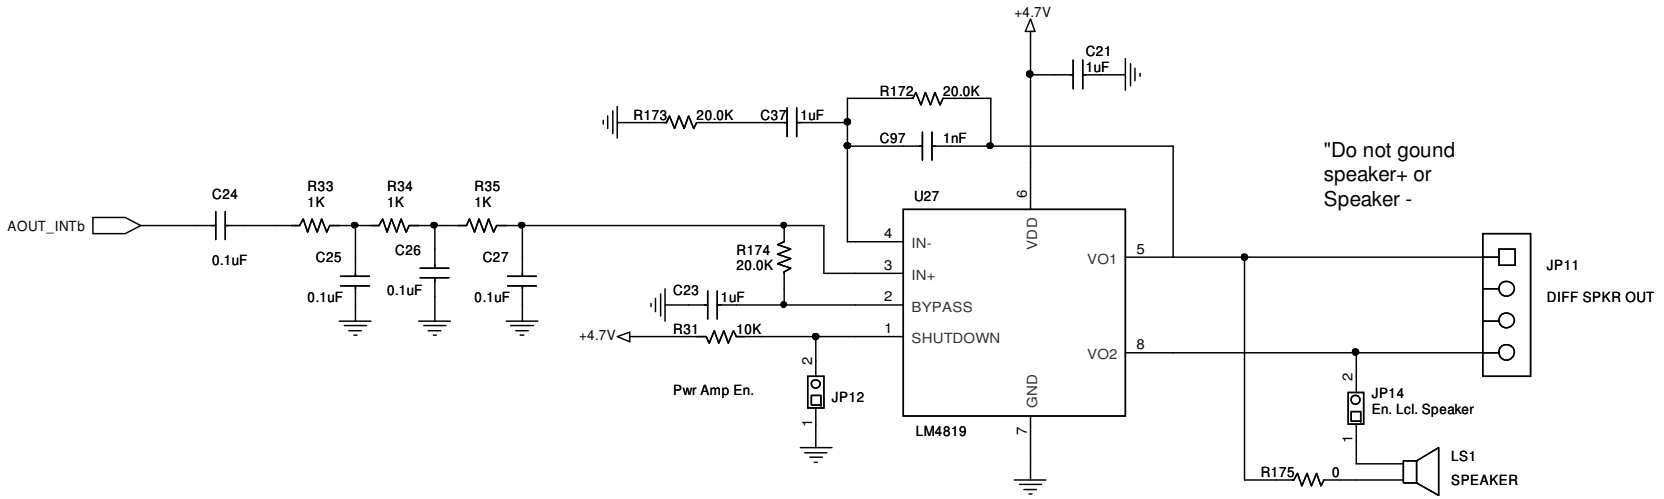 +4.7V
C21
1uF
R172 20.0K
R173 20.0K C37 1uF
C97 1nF
"Do not gound
speaker+ or
Speaker -
C24
0.1uF
R33
1K
R34
1K
R35
1K
AOUT_INTb
C25
0.1uF
C26
0.1uF
C27
0.1uF
R174
20.0K
C23 1uF
+4.7V
R31 10K
Pwr Amp En.
2
JP12
1
U27
6
VDD
4 IN-
3 IN+
2 BYPASS
1 SHUTDOWN
VO1 5
VO2 8
GND
7
LM4819
JP11
DIFF SPKR OUT
2
JP14
En. Lcl. Speaker
1
LS1
SPEAKER
R175 0